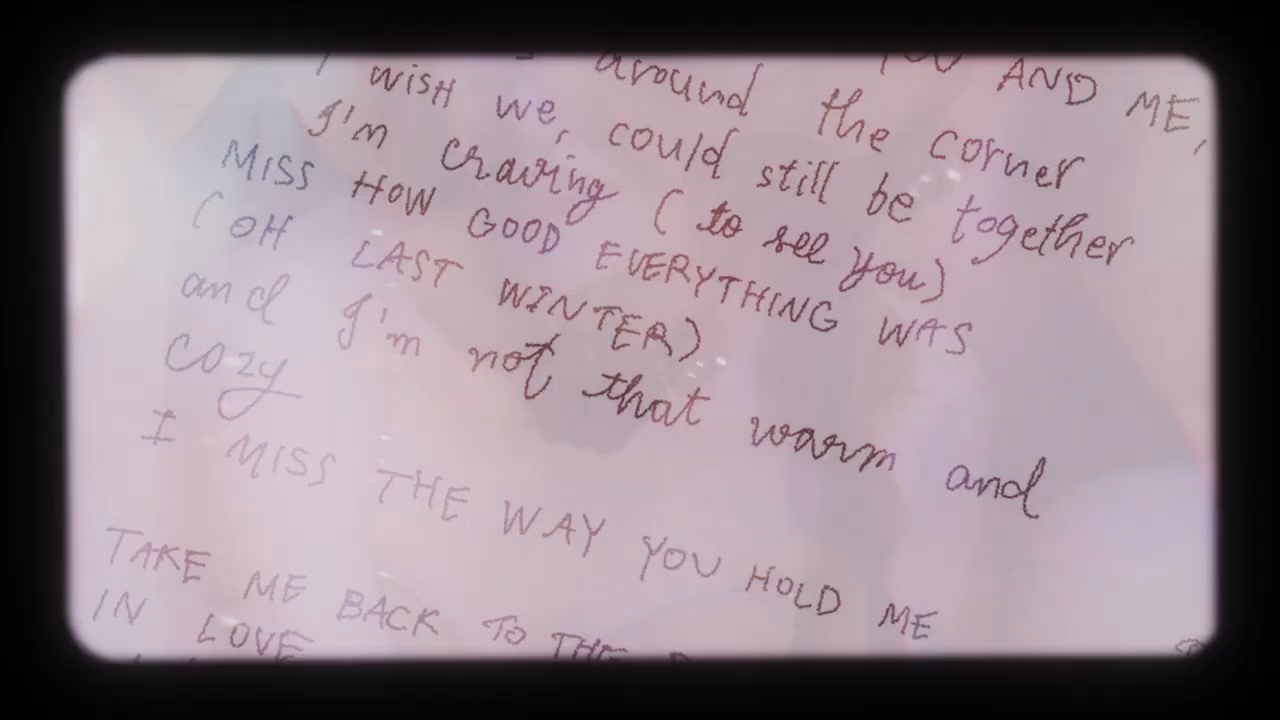 YOU AND ME,
around the corner
WISH we, could still be together
I'm craving ( to see you)
MISS HOW GOOD EVERYTHING WAS
( OH LAST WINTER)
and I'm not that warm and
cozy
I MISS THE WAY YOU HOLD ME
TAKE ME BACK TO THE
IN LOVE